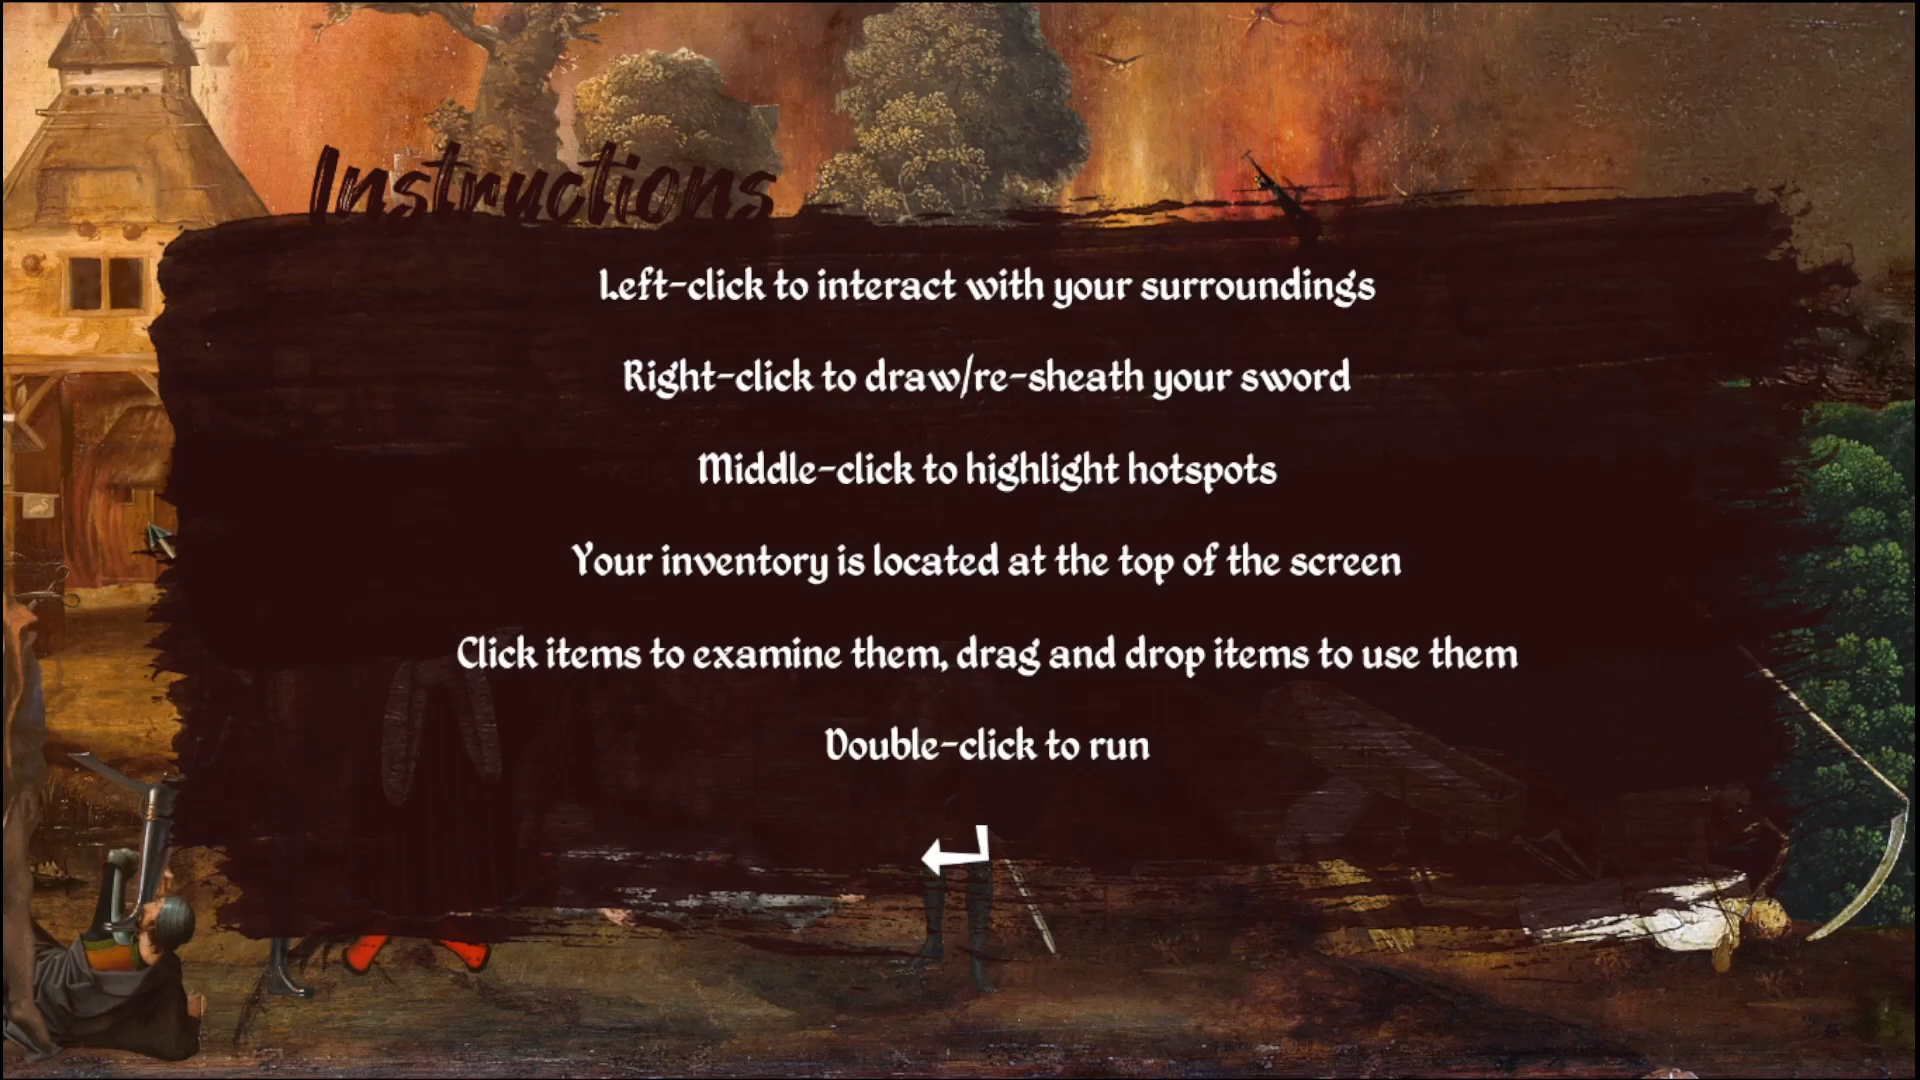 Instructions
Left-click to interact with your surroundings
Right-click to draw/re-sheath your sword
Middle-click to highlight hotspots
Your inventory is located at the top of the screen
Click items to examine them, drag and drop items to use them
Double-click to run